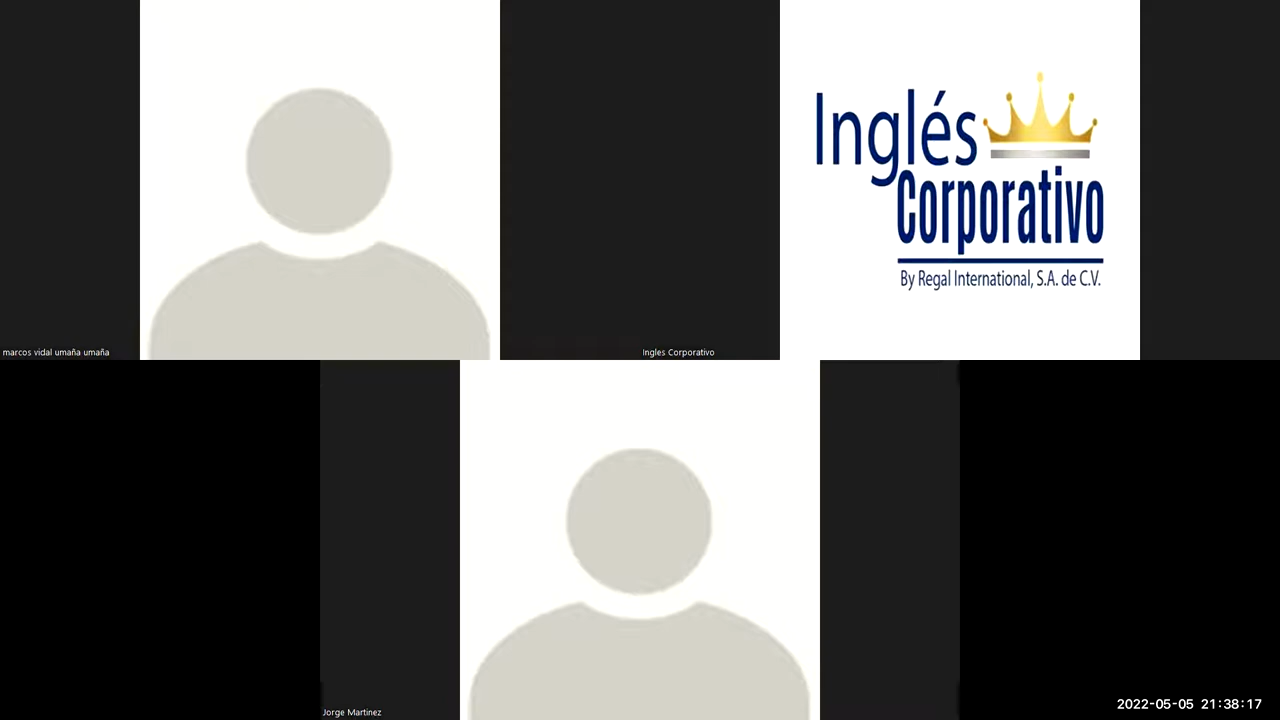 Inglés
Corporativo
By Regal International, S.A. de C.V.
marcos vidal umaña umaña
Ingles Corporativo
Jorge Martinez
2022-05-05 21:38:17